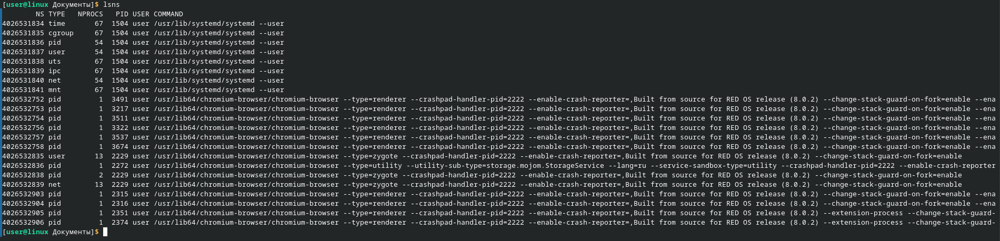 [user@linux Документы]$ lsns
        NS TYPE   NPROCS   PID USER COMMAND
4026531834 time       67  1504 user /usr/lib/systemd/systemd --user
4026531835 cgroup     67  1504 user /usr/lib/systemd/systemd --user
4026531836 pid        54  1504 user /usr/lib/systemd/systemd --user
4026531837 user       54  1504 user /usr/lib/systemd/systemd --user
4026531838 uts        67  1504 user /usr/lib/systemd/systemd --user
4026531839 ipc        67  1504 user /usr/lib/systemd/systemd --user
4026531840 net        54  1504 user /usr/lib/systemd/systemd --user
4026531841 mnt        67  1504 user /usr/lib/systemd/systemd --user
4026532752 pid         1  3491 user /usr/lib64/chromium-browser/chromium-browser --type=renderer --crashpad-handler-pid=2222 --enable-crash-reporter=,Built from source for RED OS release (8.0.2) --change-stack-guard-on-fork=enable --ena
4026532753 pid         1  3217 user /usr/lib64/chromium-browser/chromium-browser --type=renderer --crashpad-handler-pid=2222 --enable-crash-reporter=,Built from source for RED OS release (8.0.2) --change-stack-guard-on-fork=enable --ena
4026532754 pid         1  3511 user /usr/lib64/chromium-browser/chromium-browser --type=renderer --crashpad-handler-pid=2222 --enable-crash-reporter=,Built from source for RED OS release (8.0.2) --change-stack-guard-on-fork=enable --ena
4026532756 pid         1  3322 user /usr/lib64/chromium-browser/chromium-browser --type=renderer --crashpad-handler-pid=2222 --enable-crash-reporter=,Built from source for RED OS release (8.0.2) --change-stack-guard-on-fork=enable --ena
4026532757 pid         1  3537 user /usr/lib64/chromium-browser/chromium-browser --type=renderer --crashpad-handler-pid=2222 --enable-crash-reporter=,Built from source for RED OS release (8.0.2) --change-stack-guard-on-fork=enable --ena
4026532758 pid         1  3674 user /usr/lib64/chromium-browser/chromium-browser --type=renderer --crashpad-handler-pid=2222 --enable-crash-reporter=,Built from source for RED OS release (8.0.2) --change-stack-guard-on-fork=enable --ena
4026532835 user       13  2229 user /usr/lib64/chromium-browser/chromium-browser --type=zygote --crashpad-handler-pid=2222 --enable-crash-reporter=,Built from source for RED OS release (8.0.2) --change-stack-guard-on-fork=enable
4026532836 pid         1  2272 user /usr/lib64/chromium-browser/chromium-browser --type=utility --utility-sub-type=storage.mojom.StorageService --lang=ru --service-sandbox-type=utility --crashpad-handler-pid=2222 --enable-crash-reporter
4026532838 pid         2  2229 user /usr/lib64/chromium-browser/chromium-browser --type=zygote --crashpad-handler-pid=2222 --enable-crash-reporter=,Built from source for RED OS release (8.0.2) --change-stack-guard-on-fork=enable
4026532839 net        13  2229 user /usr/lib64/chromium-browser/chromium-browser --type=zygote --crashpad-handler-pid=2222 --enable-crash-reporter=,Built from source for RED OS release (8.0.2) --change-stack-guard-on-fork=enable
4026532903 pid         1  2315 user /usr/lib64/chromium-browser/chromium-browser --type=renderer --crashpad-handler-pid=2222 --enable-crash-reporter=,Built from source for RED OS release (8.0.2) --change-stack-guard-on-fork=enable --ena
4026532904 pid         1  2316 user /usr/lib64/chromium-browser/chromium-browser --type=renderer --crashpad-handler-pid=2222 --enable-crash-reporter=,Built from source for RED OS release (8.0.2) --change-stack-guard-on-fork=enable --ena
4026532905 pid         1  2351 user /usr/lib64/chromium-browser/chromium-browser --type=renderer --crashpad-handler-pid=2222 --enable-crash-reporter=,Built from source for RED OS release (8.0.2) --extension-process --change-stack-guard-
4026532906 pid         1  2374 user /usr/lib64/chromium-browser/chromium-browser --type=renderer --crashpad-handler-pid=2222 --enable-crash-reporter=,Built from source for RED OS release (8.0.2) --extension-process --change-stack-guard-
[user@linux Документы]$